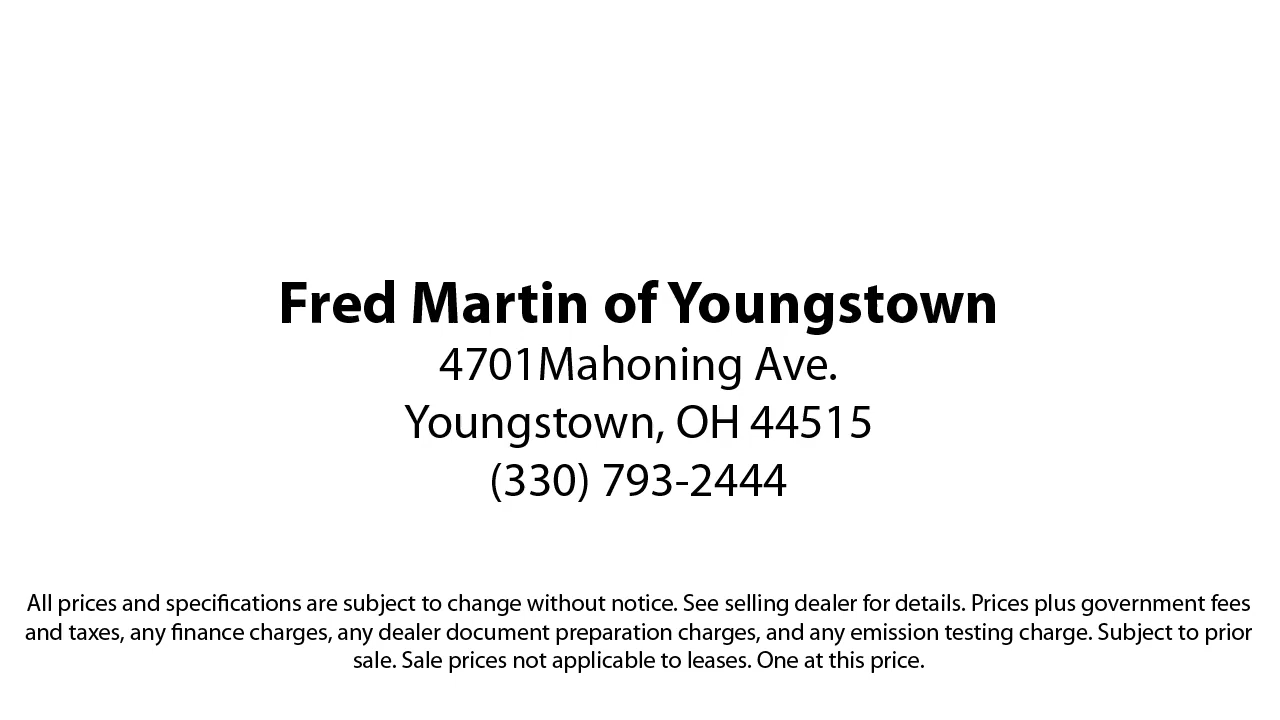 Fred Martin of Youngstown
4701Mahoning Ave.
Youngstown, OH 44515
(330) 793-2444
All prices and specifications are subject to change without notice. See selling dealer for details. Prices plus government fees
and taxes, any finance charges, any dealer document preparation charges, and any emission testing charge. Subject to prior
sale. Sale prices not applicable to leases. One at this price.